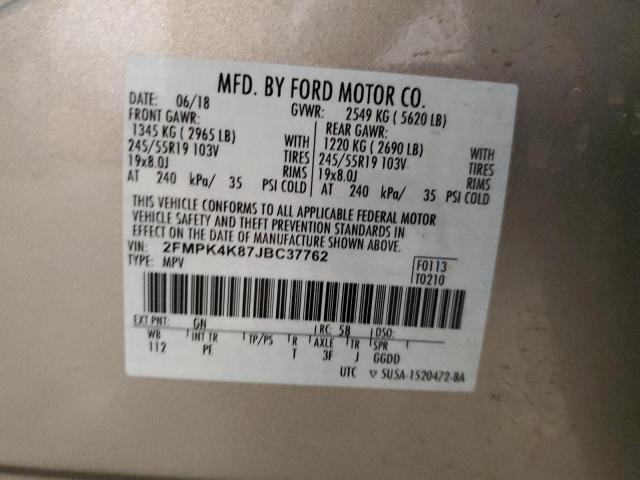 MFD. BY FORD MOTOR CO.
DATE: 06/18 GVWR: 2549 KG ( 5620 LB)
FRONT GAWR: REAR GAWR:
1345 KG ( 2965 LB) WITH 1220 KG ( 2690 LB) WITH
245/55R19 103V TIRES 245/55R19 103V TIRES
19x8.0J RIMS 19x8.0J RIMS
AT 240 kPa/ 35 PSI COLD AT 240 kPa/ 35 PSI COLD
THIS VEHICLE CONFORMS TO ALL APPLICABLE FEDERAL MOTOR
VEHICLE SAFETY AND THEFT PREVENTION STANDARDS IN
EFFECT ON THE DATE OF MANUFACTURE SHOWN ABOVE.
VIN: 2FMPK4K87JBC37762
TYPE: MPV
F0113
T0210
EXT PNT: GN RC: 58 DSO:
WB INT TR TP/PS R AXLE TR SPR
112 PE T 3F J GGDD
UTC ▽ 5U5A-1520472-BA